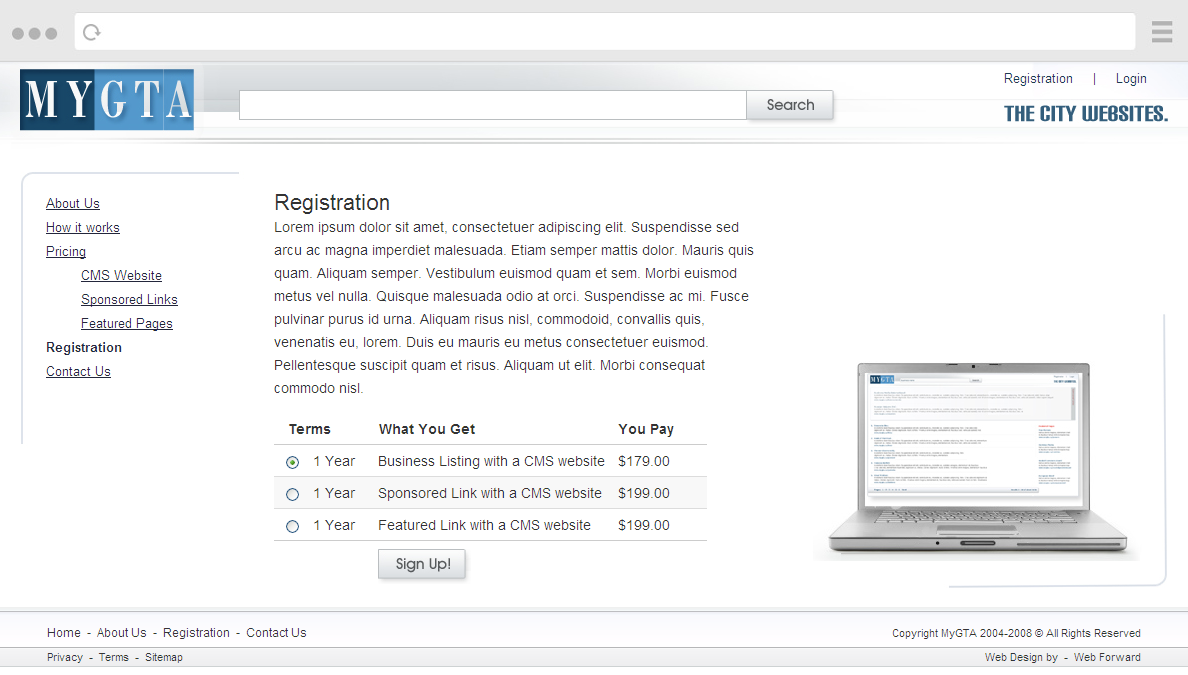 MYGTA
Search
Registration | Login
THE CITY WEBSITES.
About Us
How it works
Pricing
CMS Website
Sponsored Links
Featured Pages
Registration
Contact Us
Registration
Lorem ipsum dolor sit amet, consectetuer adipiscing elit. Suspendisse sed
arcu ac magna imperdiet malesuada. Etiam semper mattis dolor. Mauris quis
quam. Aliquam semper. Vestibulum euismod quam et sem. Morbi euismod
metus vel nulla. Quisque malesuada odio at orci. Suspendisse ac mi. Fusce
pulvinar purus id urna. Aliquam risus nisl, commodoid, convallis quis,
venenatis eu, lorem. Duis eu mauris eu metus consectetuer euismod.
Pellentesque suscipit quam et risus. Aliquam ut elit. Morbi consequat
commodo nisl.
Terms What You Get You Pay
1 Year Business Listing with a CMS website $179.00
1 Year Sponsored Link with a CMS website $199.00
1 Year Featured Link with a CMS website $199.00
Sign Up!
MYGTA
Home - About Us - Registration - Contact Us
Copyright MyGTA 2004-2008 © All Rights Reserved
Privacy - Terms - Sitemap
Web Design by - Web Forward